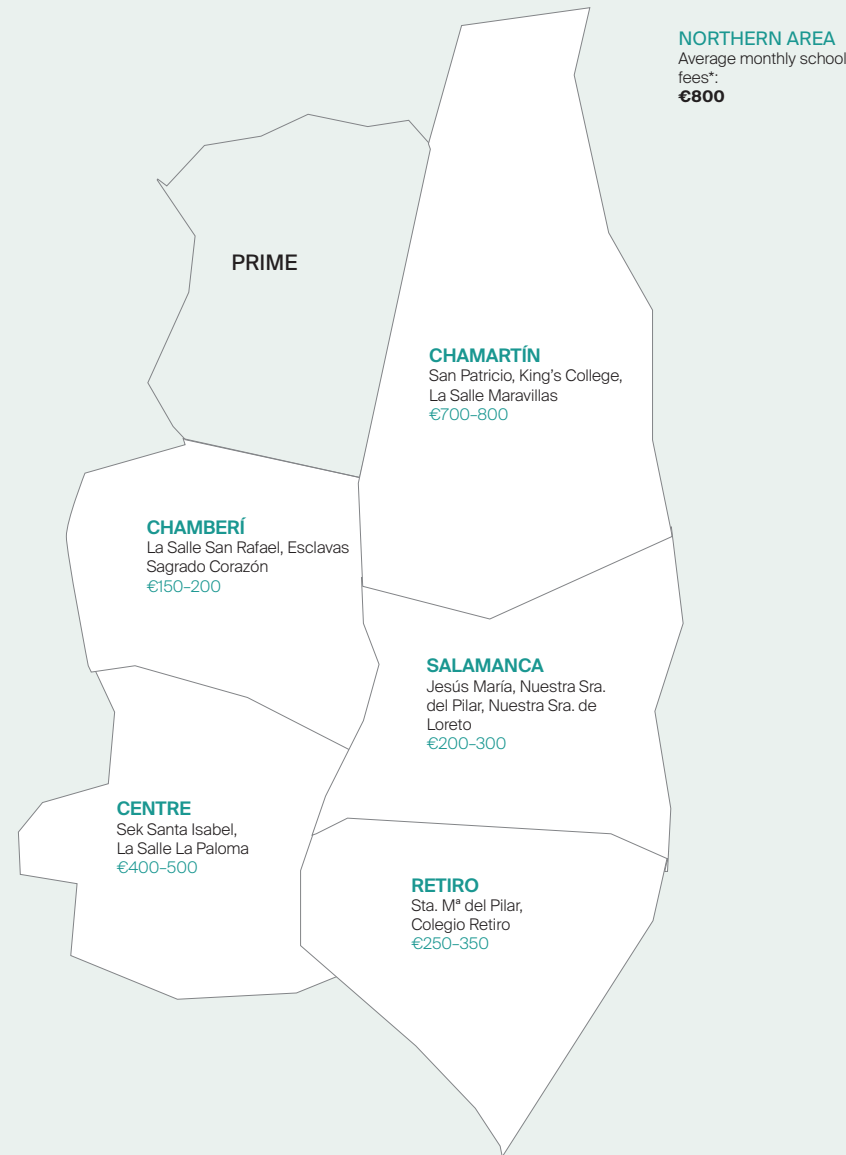 NORTHERN AREA
Average monthly school
fees*:
€800
PRIME
CHAMARTÍN
San Patricio, King's College,
La Salle Maravillas
€700-800
CHAMBERÍ
La Salle San Rafael, Esclavas
Sagrado Corazón
€150-200
SALAMANCA
Jesús María, Nuestra Sra.
del Pilar, Nuestra Sra. de
Loreto
€200-300
CENTRE
Sek Santa Isabel,
La Salle La Paloma
€400-500
RETIRO
Sta. Mª del Pilar,
Colegio Retiro
€250-350